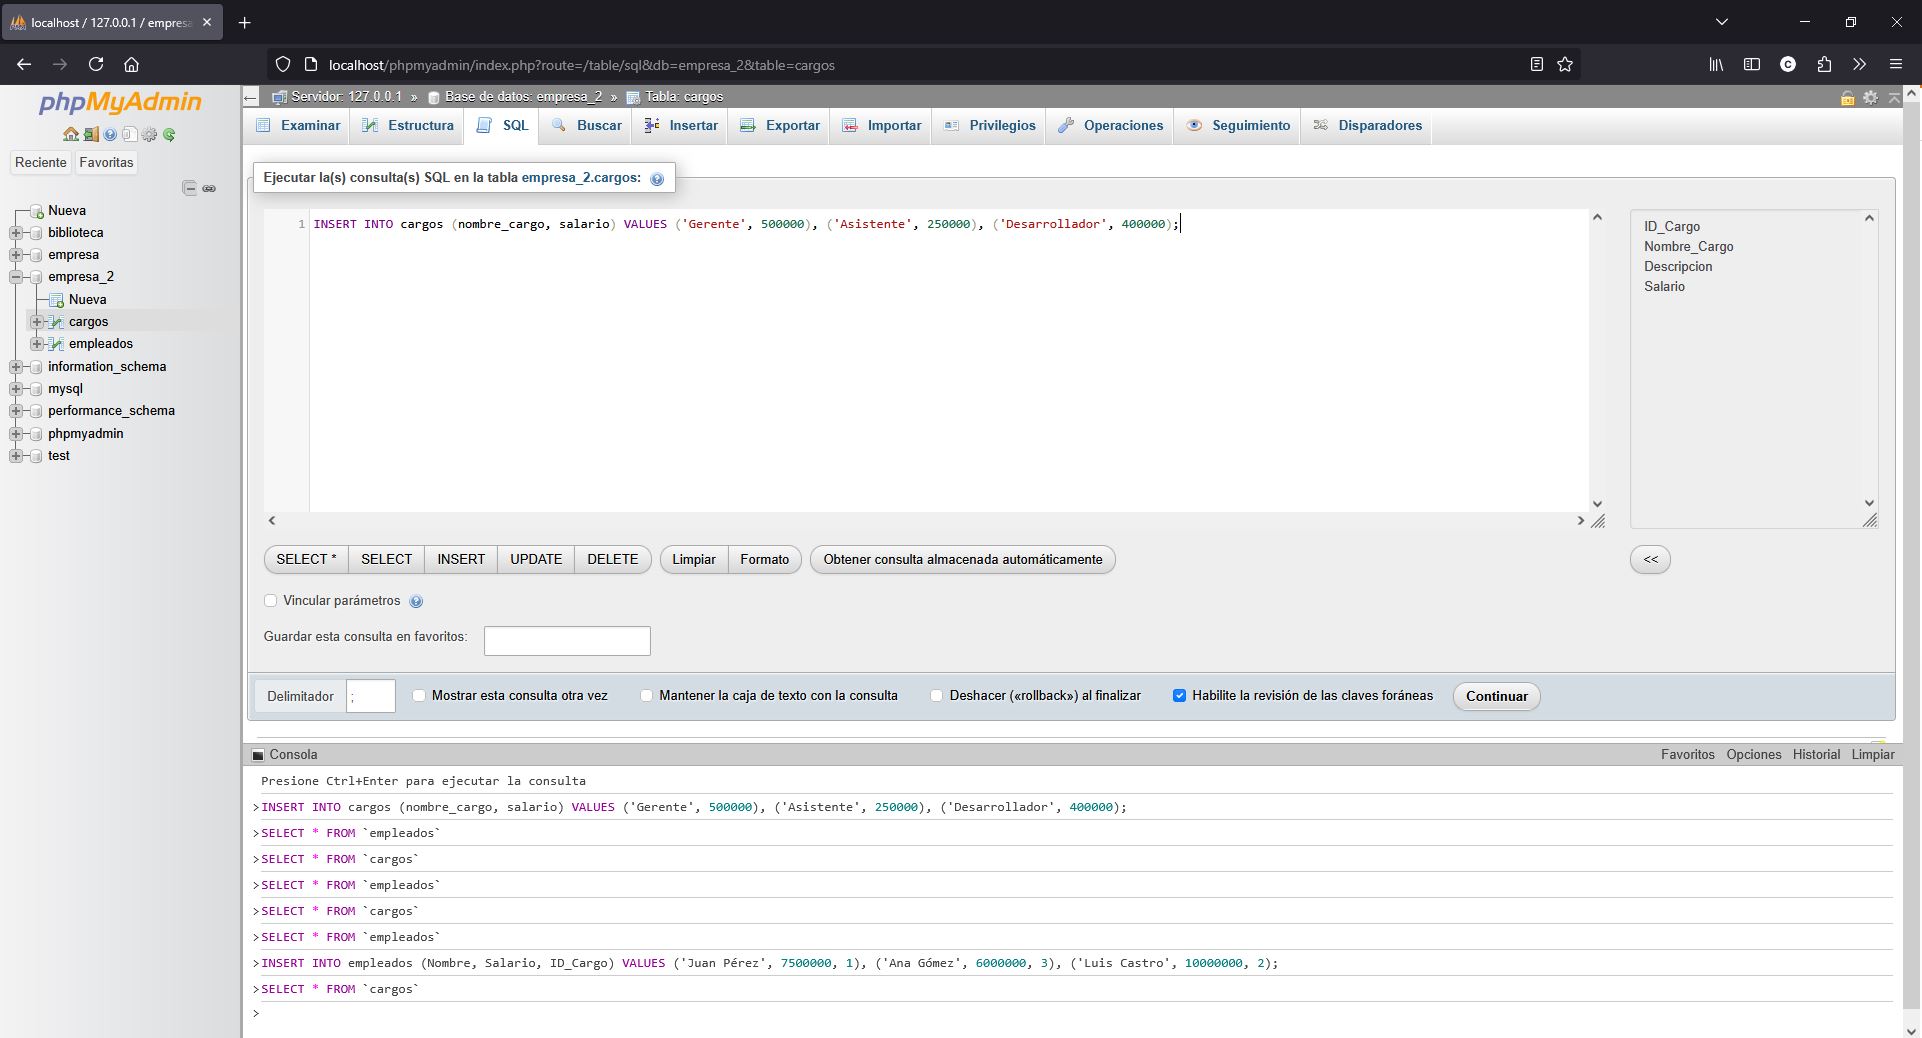 localhost / 127.0.0.1 / empresa
localhost/phpmyadmin/index.php?route=/table/sql&db=empresa_2&table=cargos
phpMyAdmin
Reciente Favoritas
Nueva
biblioteca
empresa
empresa_2
Nueva
cargos
empleados
information_schema
mysql
performance_schema
phpmyadmin
test
Servidor: 127.0.0.1 » Base de datos: empresa_2 » Tabla: cargos
Examinar Estructura SQL Buscar Insertar Exportar Importar Privilegios Operaciones Seguimiento Disparadores
Ejecutar la(s) consulta(s) SQL en la tabla empresa_2.cargos:
1 INSERT INTO cargos (nombre_cargo, salario) VALUES ('Gerente', 500000), ('Asistente', 250000), ('Desarrollador', 400000);
ID_Cargo
Nombre_Cargo
Descripcion
Salario
SELECT * SELECT INSERT UPDATE DELETE Limpiar Formato Obtener consulta almacenada automáticamente <<
Vincular parámetros
Guardar esta consulta en favoritos:
Delimitador ; Mostrar esta consulta otra vez Mantener la caja de texto con la consulta Deshacer («rollback») al finalizar Habilite la revisión de las claves foráneas Continuar
Consola Favoritos Opciones Historial Limpiar
Presione Ctrl+Enter para ejecutar la consulta
>INSERT INTO cargos (nombre_cargo, salario) VALUES ('Gerente', 500000), ('Asistente', 250000), ('Desarrollador', 400000);
>SELECT * FROM `empleados`
>SELECT * FROM `cargos`
>SELECT * FROM `empleados`
>SELECT * FROM `cargos`
>SELECT * FROM `empleados`
>INSERT INTO empleados (Nombre, Salario, ID_Cargo) VALUES ('Juan Pérez', 7500000, 1), ('Ana Gómez', 6000000, 3), ('Luis Castro', 10000000, 2);
>SELECT * FROM `cargos`
>